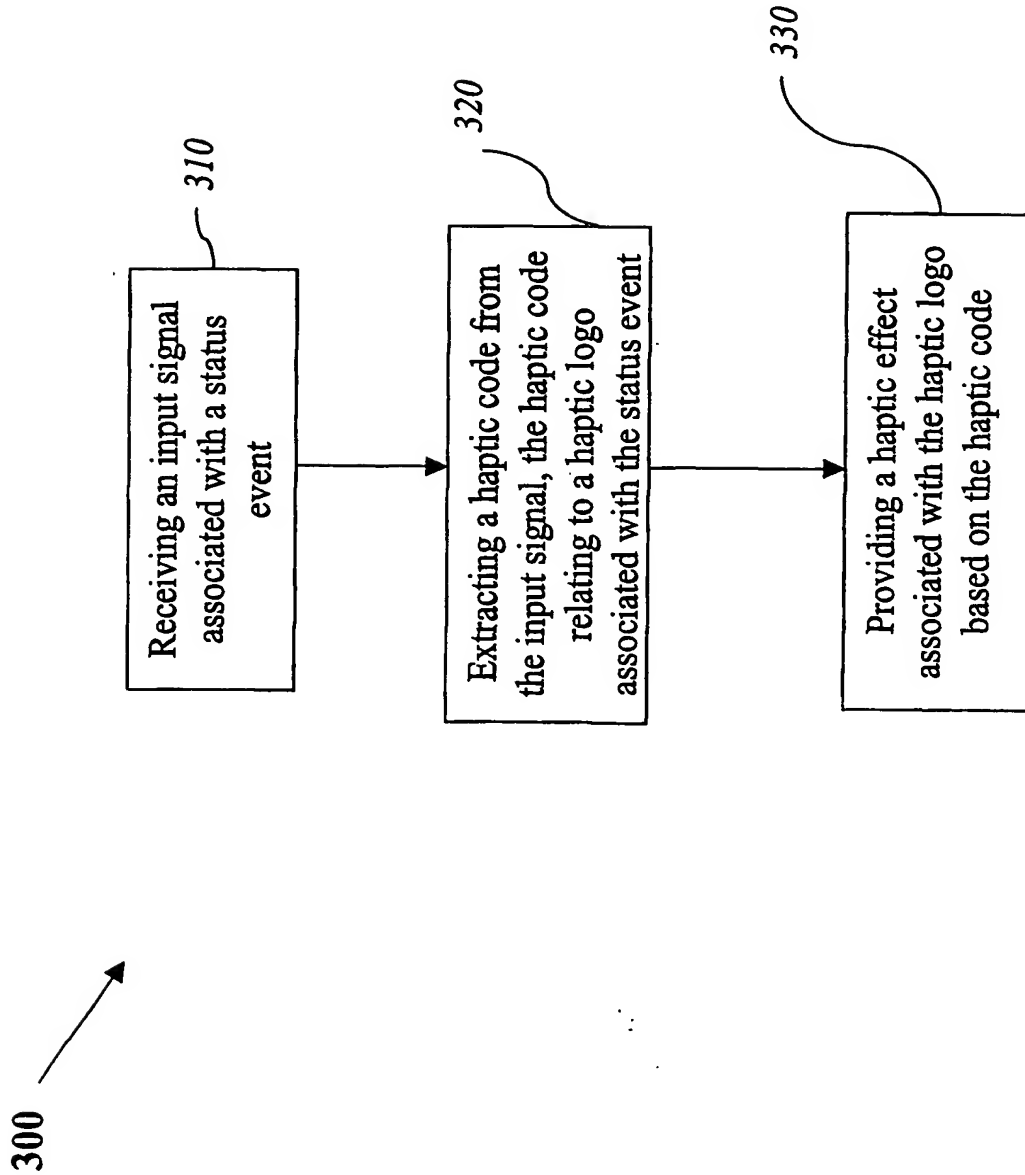 300
Receiving an input signal
associated with a status
event
310
Extracting a haptic code from
the input signal, the haptic code
relating to a haptic logo
associated with the status event
320
Providing a haptic effect
associated with the haptic logo
based on the haptic code
330